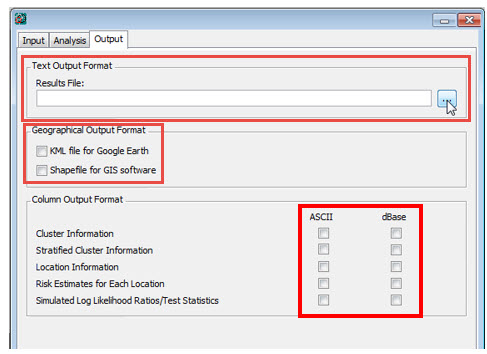 Input Analysis Output
Text Output Format
Results File:
...
Geographical Output Format
KML file for Google Earth
Shapefile for GIS software
Column Output Format
ASCII dBase
Cluster Information
Stratified Cluster Information
Location Information
Risk Estimates for Each Location
Simulated Log Likelihood Ratios/Test Statistics